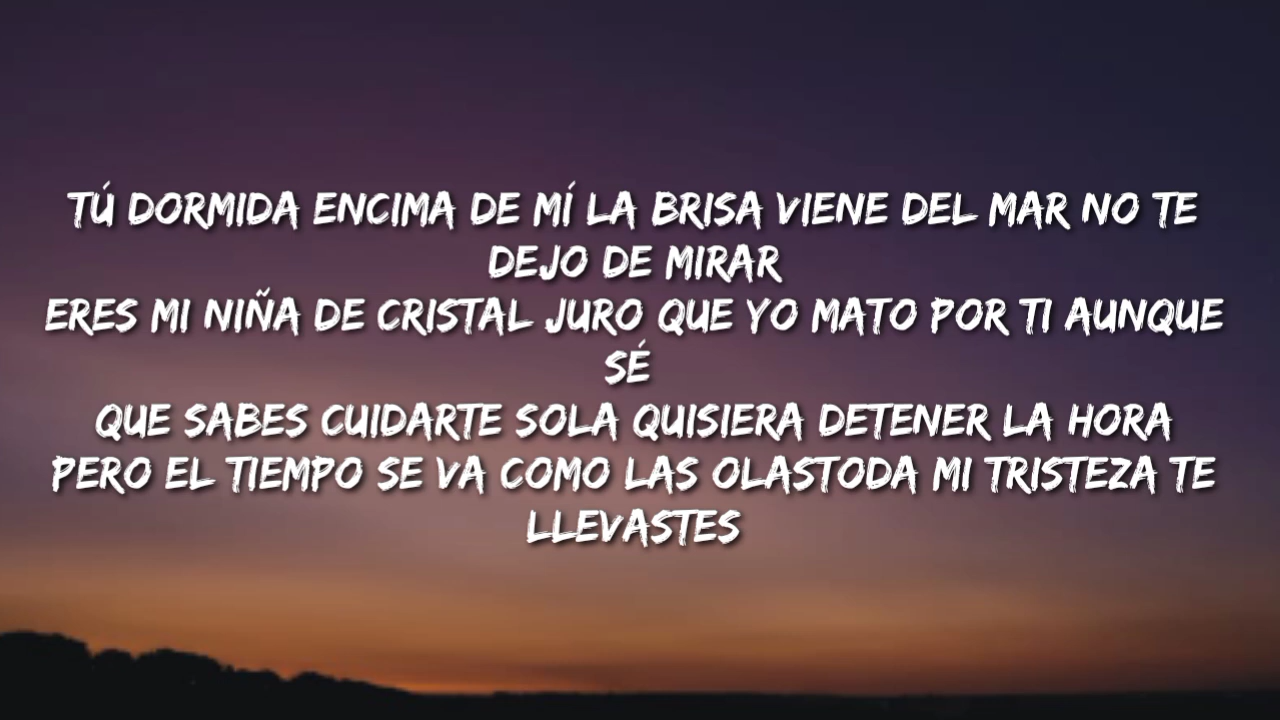 TÚ DORMIDA ENCIMA DE MÍ LA BRISA VIENE DEL MAR NO TE
DEJO DE MIRAR
ERES MI NIÑA DE CRISTAL JURO QUE YO MATO POR TI AUNQUE
SÉ
QUE SABES CUIDARTE SOLA QUISIERA DETENER LA HORA
PERO EL TIEMPO SE VA COMO LAS OLASTODA MI TRISTEZA TE
LLEVASTES